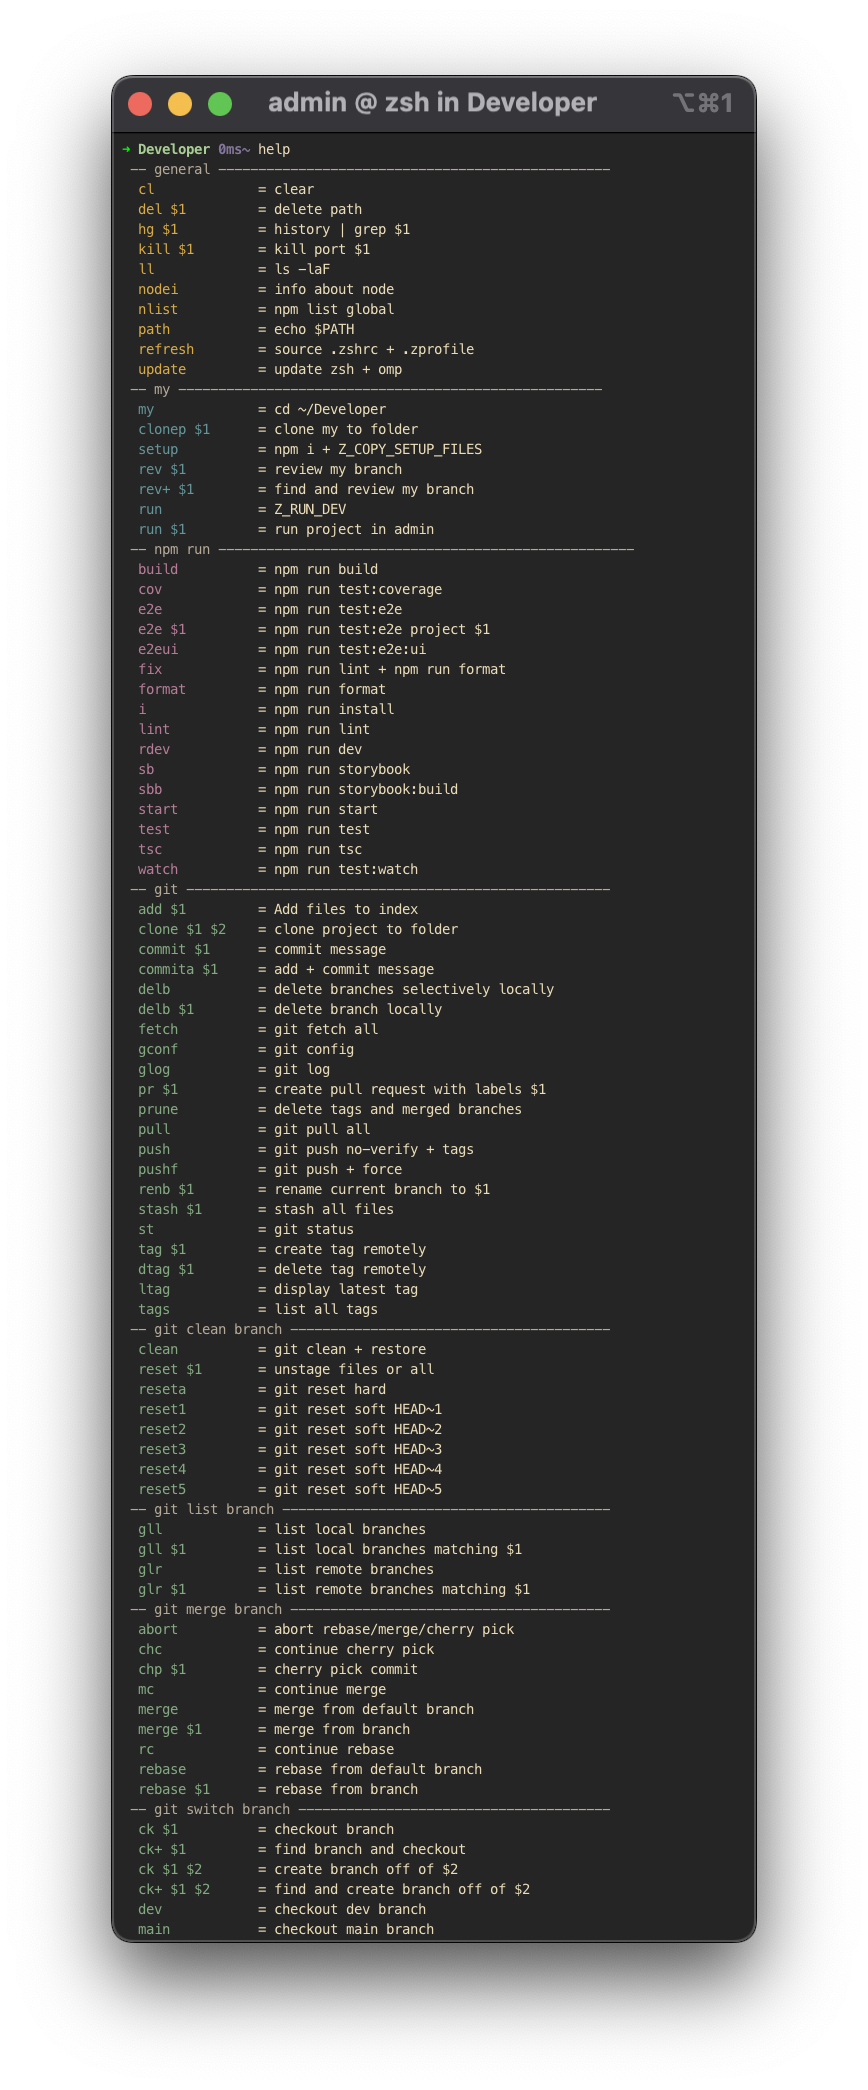 admin @ zsh in Developer ⌥⌘1
➜ Developer 0ms~ help
—— general —————————————————————————————————————————————————
cl = clear
del $1 = delete path
hg $1 = history | grep $1
kill $1 = kill port $1
ll = ls -laF
nodei = info about node
nlist = npm list global
path = echo $PATH
refresh = source .zshrc + .zprofile
update = update zsh + omp
—— my —————————————————————————————————————————————————————
my = cd ~/Developer
clonep $1 = clone my to folder
setup = npm i + Z_COPY_SETUP_FILES
rev $1 = review my branch
rev+ $1 = find and review my branch
run = Z_RUN_DEV
run $1 = run project in admin
—— npm run ————————————————————————————————————————————————————
build = npm run build
cov = npm run test:coverage
e2e = npm run test:e2e
e2e $1 = npm run test:e2e project $1
e2eui = npm run test:e2e:ui
fix = npm run lint + npm run format
format = npm run format
i = npm run install
lint = npm run lint
rdev = npm run dev
sb = npm run storybook
sbb = npm run storybook:build
start = npm run start
test = npm run test
tsc = npm run tsc
watch = npm run test:watch
—— git —————————————————————————————————————————————————————
add $1 = Add files to index
clone $1 $2 = clone project to folder
commit $1 = commit message
commita $1 = add + commit message
delb = delete branches selectively locally
delb $1 = delete branch locally
fetch = git fetch all
gconf = git config
glog = git log
pr $1 = create pull request with labels $1
prune = delete tags and merged branches
pull = git pull all
push = git push no-verify + tags
pushf = git push + force
renb $1 = rename current branch to $1
stash $1 = stash all files
st = git status
tag $1 = create tag remotely
dtag $1 = delete tag remotely
ltag = display latest tag
tags = list all tags
—— git clean branch ————————————————————————————————————————
clean = git clean + restore
reset $1 = unstage files or all
reseta = git reset hard
reset1 = git reset soft HEAD~1
reset2 = git reset soft HEAD~2
reset3 = git reset soft HEAD~3
reset4 = git reset soft HEAD~4
reset5 = git reset soft HEAD~5
—— git list branch —————————————————————————————————————————
gll = list local branches
gll $1 = list local branches matching $1
glr = list remote branches
glr $1 = list remote branches matching $1
—— git merge branch ————————————————————————————————————————
abort = abort rebase/merge/cherry pick
chc = continue cherry pick
chp $1 = cherry pick commit
mc = continue merge
merge = merge from default branch
merge $1 = merge from branch
rc = continue rebase
rebase = rebase from default branch
rebase $1 = rebase from branch
—— git switch branch ———————————————————————————————————————
ck $1 = checkout branch
ck+ $1 = find branch and checkout
ck $1 $2 = create branch off of $2
ck+ $1 $2 = find and create branch off of $2
dev = checkout dev branch
main = checkout main branch